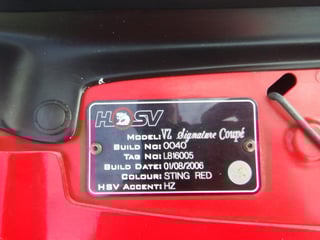 HSV
MODEL: VZ Signature Coupé
BUILD NO: 0040
TAG NO: L816005
BUILD DATE: 01/08/2006
COLOUR: STING RED
HSV ACCENT: HZ